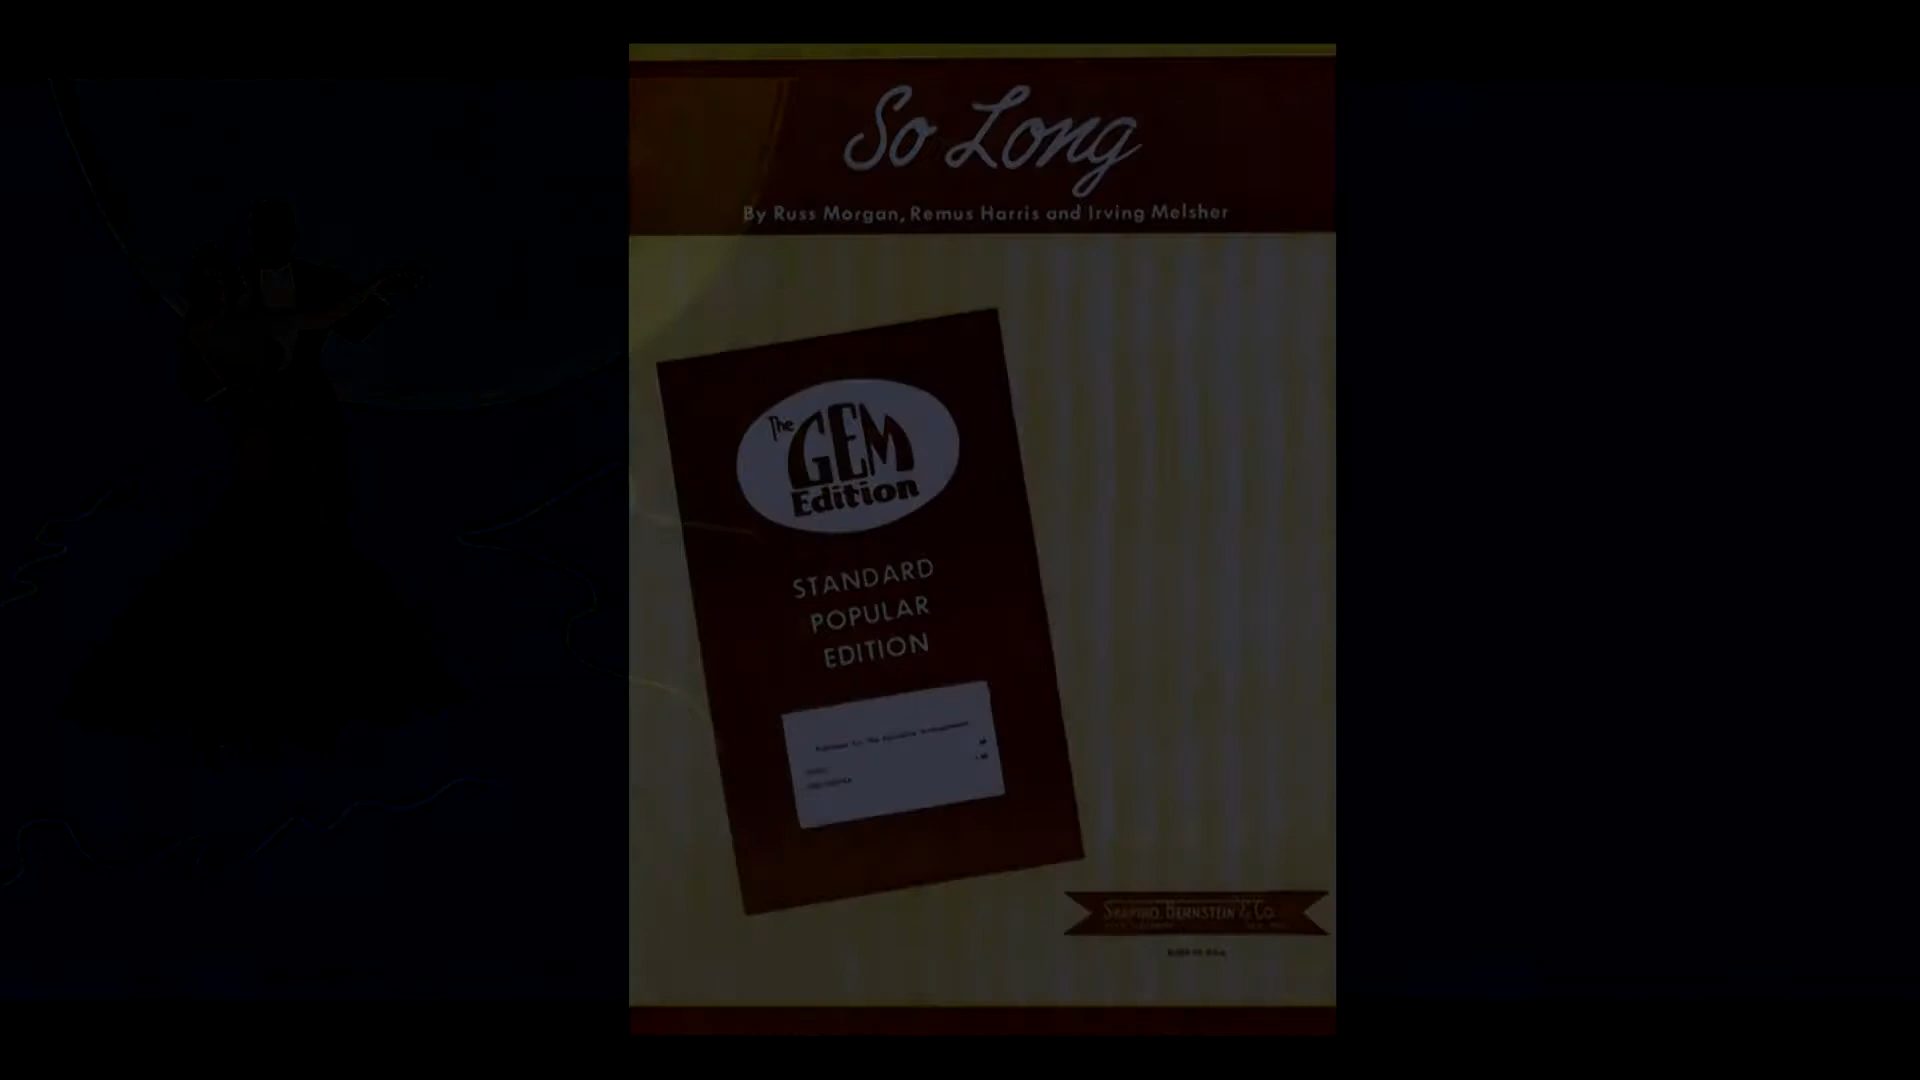 So Long
By Russ Morgan, Remus Harris and Irving Melsher
The
GEM
Edition
STANDARD
POPULAR
EDITION
SHAPIRO, BERNSTEIN & CO.